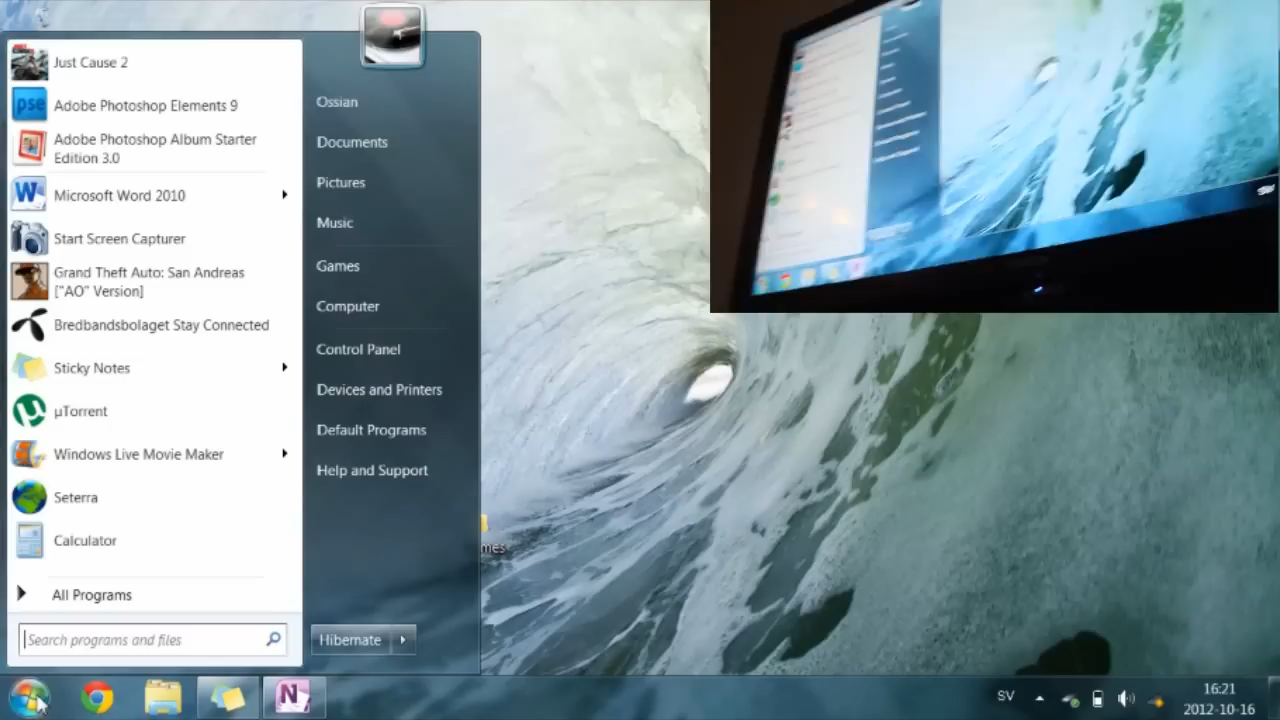 Just Cause 2
pse
Adobe Photoshop Elements 9
Adobe Photoshop Album Starter
Edition 3.0
W
Microsoft Word 2010
Start Screen Capturer
Grand Theft Auto: San Andreas
["AO" Version]
Bredbandsbolaget Stay Connected
Sticky Notes
µ
µTorrent
Windows Live Movie Maker
Seterra
Calculator
All Programs
Search programs and files
Ossian
Documents
Pictures
Music
Games
Computer
Control Panel
Devices and Printers
Default Programs
Help and Support
Hibernate
N
SV
16:21
2012-10-16